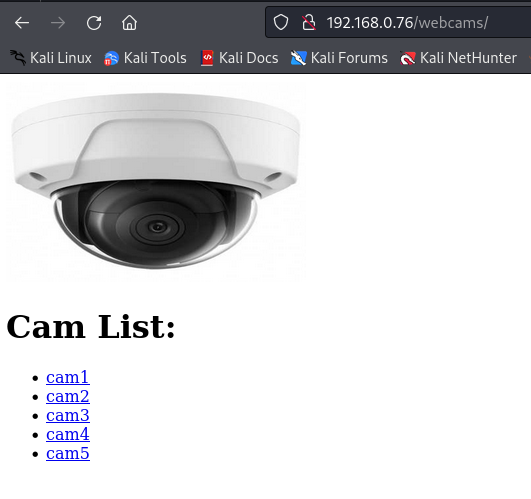 192.168.0.76/webcams/
Kali Linux Kali Tools Kali Docs Kali Forums Kali NetHunter
Cam List:
cam1
cam2
cam3
cam4
cam5